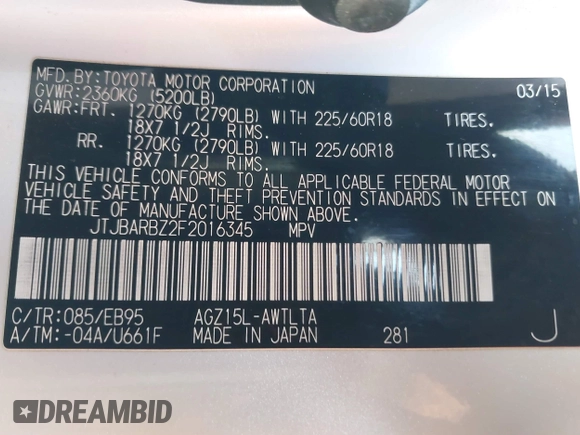 MFD.BY:TOYOTA MOTOR CORPORATION 03/15
GVWR:2360KG (5200LB)
GAWR:FRT. 1270KG (2790LB) WITH 225/60R18 TIRES.
18X7 1/2J RIMS.
RR. 1270KG (2790LB) WITH 225/60R18 TIRES.
18X7 1/2J RIMS.
THIS VEHICLE CONFORMS TO ALL APPLICABLE FEDERAL MOTOR
VEHICLE SAFETY AND THEFT PREVENTION STANDARDS IN EFFECT ON
THE DATE OF MANUFACTURE SHOWN ABOVE.
JTJBARBZ2F2016345 MPV
C/TR:085/EB95 AGZ15L-AWTLTA
A/TM:-04A/U661F MADE IN JAPAN 281 J
DREAMBID